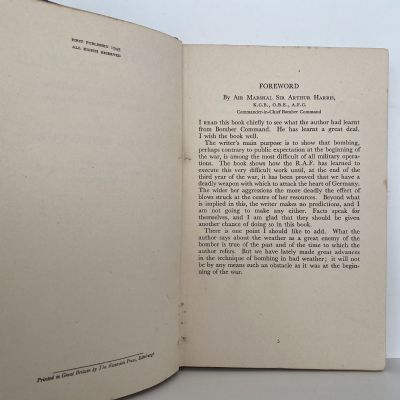 FIRST PUBLISHED 1943
ALL RIGHTS RESERVED
Printed in Great Britain by The Riverside Press, Edinburgh
FOREWORD
By Air Marshal Sir Arthur Harris,
K.C.B., O.B.E., A.F.C.
Commander-in-Chief Bomber Command
I read this book chiefly to see what the author had learnt
from Bomber Command. He has learnt a great deal.
I wish the book well.
The writer's main purpose is to show that bombing,
perhaps contrary to public expectation at the beginning of
the war, is among the most difficult of all military opera-
tions. The book shows how the R.A.F. has learned to
execute this very difficult work until, at the end of the
third year of the war, it has been proved that we have a
deadly weapon with which to attack the heart of Germany.
The wider her aggressions the more deadly the effect of
blows struck at the centre of her resources. Beyond what
is implied in this, the writer makes no predictions, and I
am not going to make any either. Facts speak for
themselves, and I am glad that they should be given
another chance of doing so in this book.
There is one point I should like to add. What the
author says about the weather as a great enemy of the
bomber is true of the past and of the time to which the
author refers. But we have lately made great advances
in the technique of bombing in bad weather; it will not
be by any means such an obstacle as it was at the begin-
ning of the war.
5